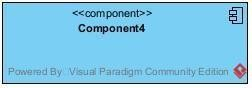 <<component>>
Component4
Powered By Visual Paradigm Community Edition